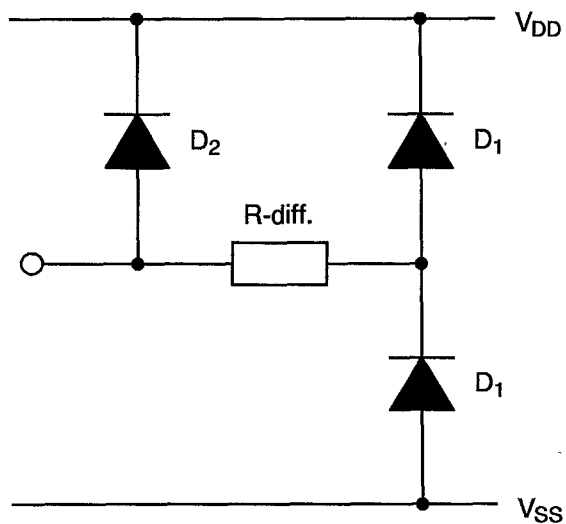 VDD
D2
D1
R-diff.
D1
VSS